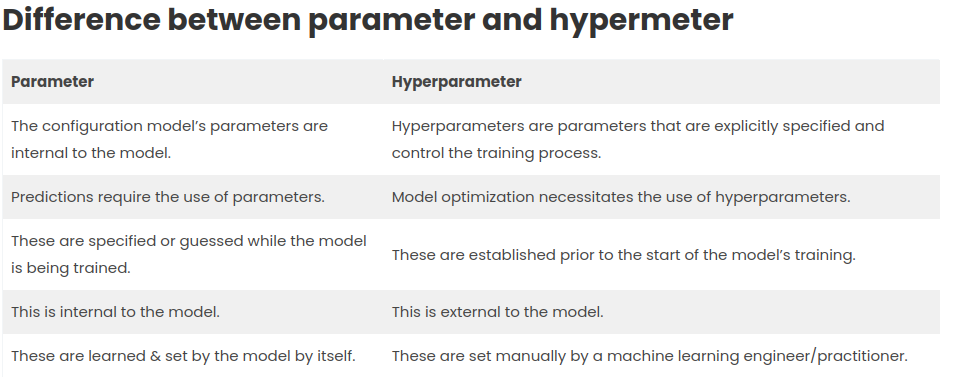 Difference between parameter and hypermeter
Parameter
Hyperparameter
The configuration model's parameters are
internal to the model.
Hyperparameters are parameters that are explicitly specified and
control the training process.
Predictions require the use of parameters.
Model optimization necessitates the use of hyperparameters.
These are specified or guessed while the model
is being trained.
These are established prior to the start of the model's training.
This is internal to the model.
This is external to the model.
These are learned & set by the model by itself.
These are set manually by a machine learning engineer/practitioner.